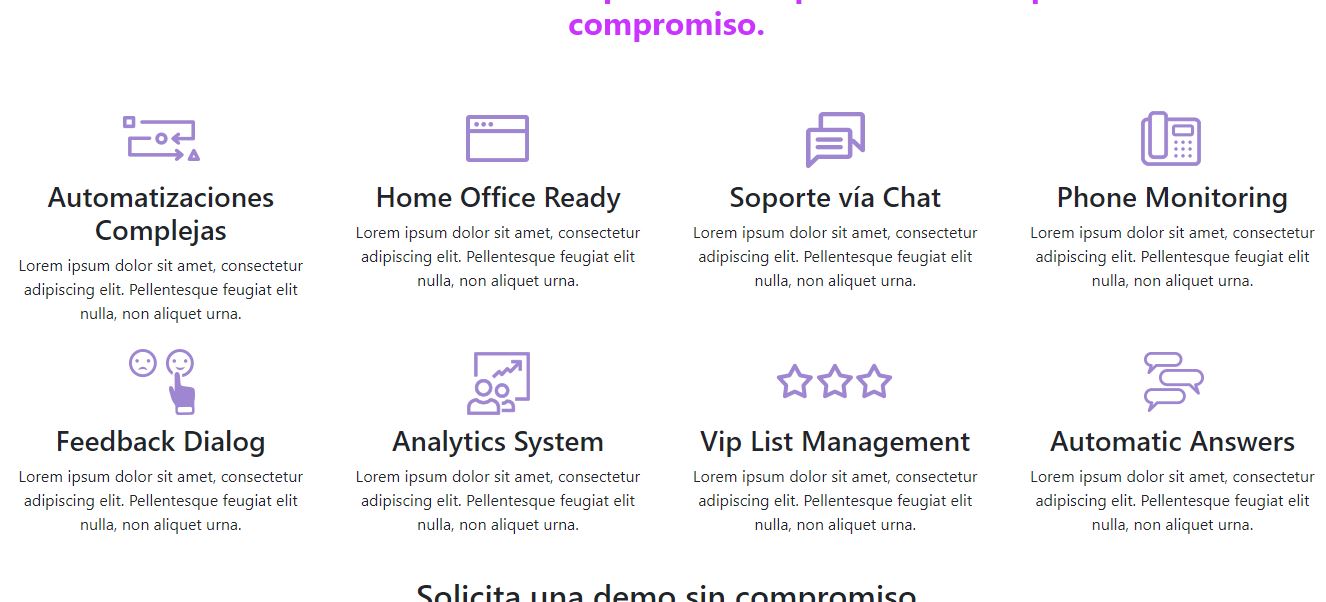 compromiso.
Automatizaciones
Complejas
Lorem ipsum dolor sit amet, consectetur
adipiscing elit. Pellentesque feugiat elit
nulla, non aliquet urna.
Home Office Ready
Lorem ipsum dolor sit amet, consectetur
adipiscing elit. Pellentesque feugiat elit
nulla, non aliquet urna.
Soporte vía Chat
Lorem ipsum dolor sit amet, consectetur
adipiscing elit. Pellentesque feugiat elit
nulla, non aliquet urna.
Phone Monitoring
Lorem ipsum dolor sit amet, consectetur
adipiscing elit. Pellentesque feugiat elit
nulla, non aliquet urna.
Feedback Dialog
Lorem ipsum dolor sit amet, consectetur
adipiscing elit. Pellentesque feugiat elit
nulla, non aliquet urna.
Analytics System
Lorem ipsum dolor sit amet, consectetur
adipiscing elit. Pellentesque feugiat elit
nulla, non aliquet urna.
Vip List Management
Lorem ipsum dolor sit amet, consectetur
adipiscing elit. Pellentesque feugiat elit
nulla, non aliquet urna.
Automatic Answers
Lorem ipsum dolor sit amet, consectetur
adipiscing elit. Pellentesque feugiat elit
nulla, non aliquet urna.
Solicita una demo sin compromiso